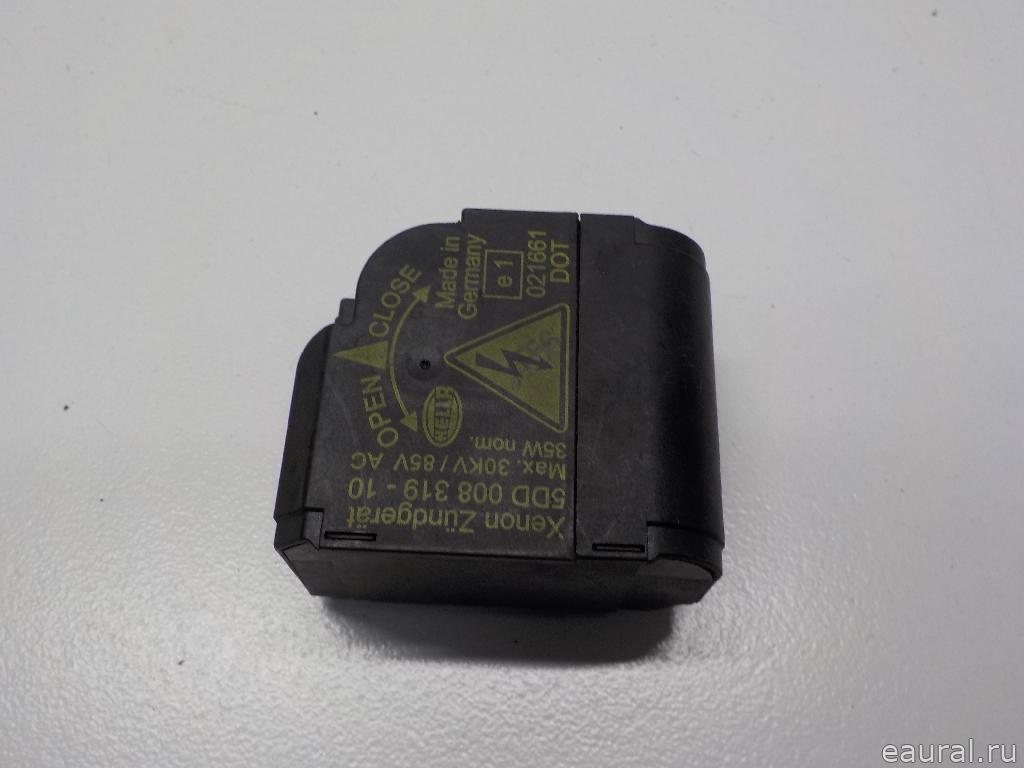 Xenon Zündgerät
5DD 008 319 - 10
Max. 30KV / 85V AC
35W nom.
HELLA
OPEN CLOSE
Made in
Germany
e 1
021661
DOT
eaural.ru